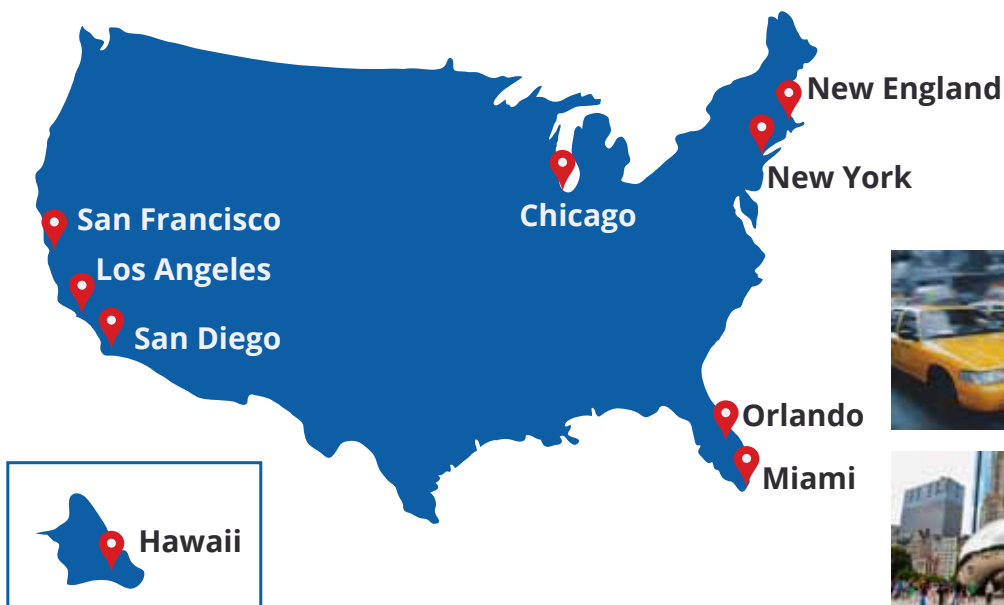 New England
New York
Chicago
San Francisco
Los Angeles
San Diego
Orlando
Miami
Hawaii